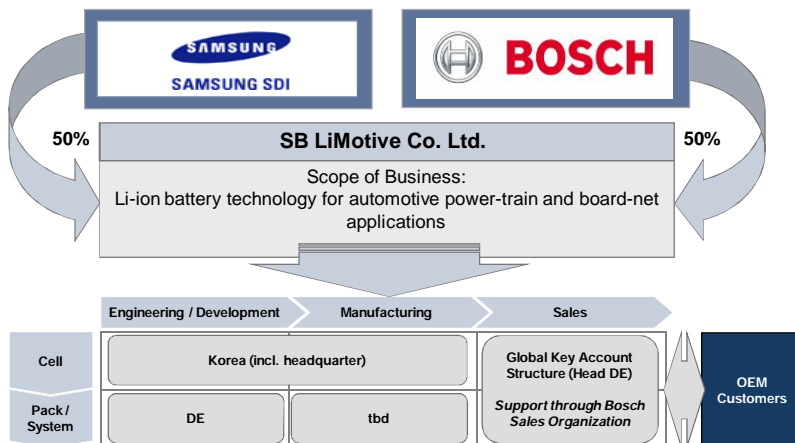 SAMSUNG
SAMSUNG SDI
BOSCH
50%
50%
SB LiMotive Co. Ltd.
Scope of Business:
Li-ion battery technology for automotive power-train and board-net
applications
Engineering / Development
Manufacturing
Sales
Cell
Korea (incl. headquarter)
Global Key Account
Structure (Head DE)
Support through Bosch
Sales Organization
OEM
Customers
Pack /
System
DE
tbd